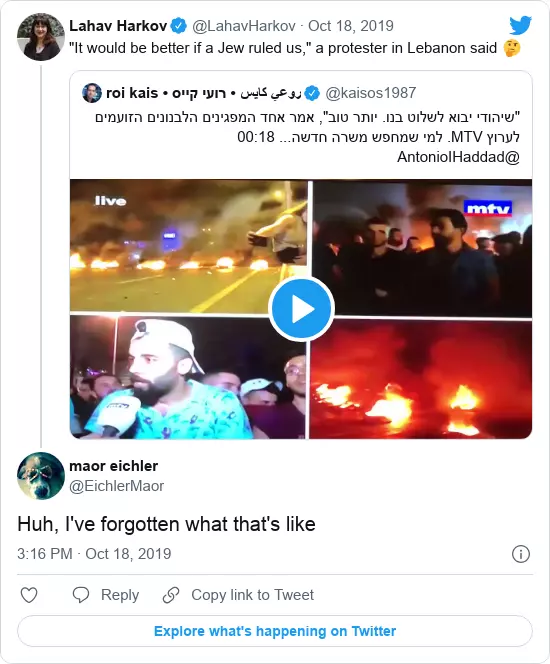 Lahav Harkov @LahavHarkov · Oct 18, 2019
"It would be better if a Jew ruled us," a protester in Lebanon said 🤔
roi kais • רועי קייס • روعي كايس @kaisos1987
"שיהודי יבוא לשלוט בנו. יותר טוב", אמר אחד המפגינים הלבנונים הזועמים
לערוץ MTV. למי שמחפש משרה חדשה... 00:18
@AntonioIHaddad
live
mtv
maor eichler
@EichlerMaor
Huh, I've forgotten what that's like
3:16 PM · Oct 18, 2019
Reply
Copy link to Tweet
Explore what's happening on Twitter